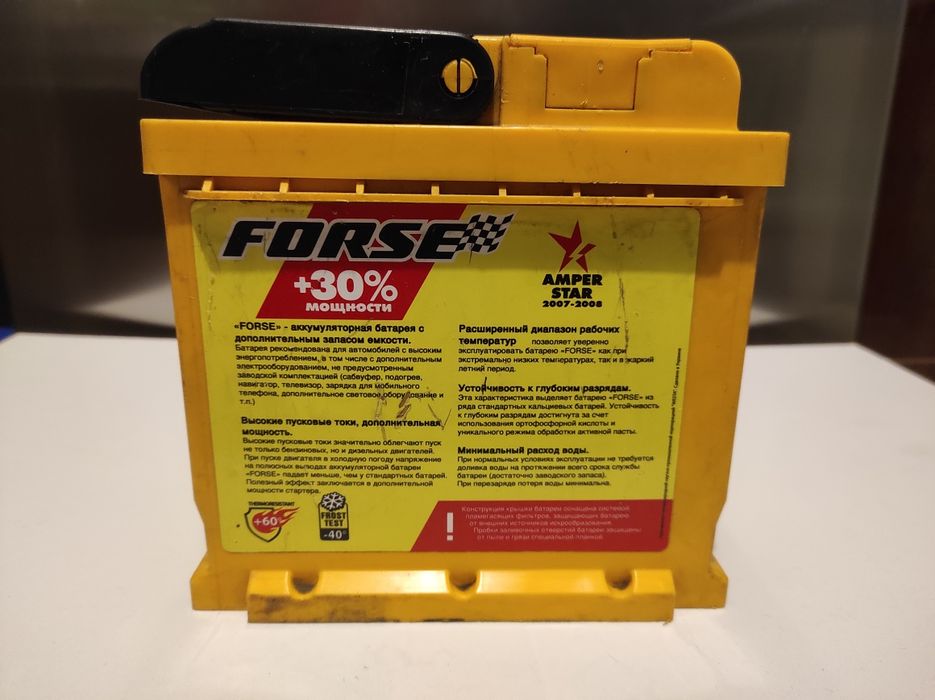 FORSE
+30%
МОЩНОСТИ
AMPER
STAR
2007-2008
«FORSE» - аккумуляторная батарея с
дополнительным запасом емкости.
Батарея рекомендована для автомобилей с высоким
энергопотреблением, в том числе с дополнительным
электрооборудованием, не предусмотренным
заводской комплектацией (сабвуфер, подогрев,
навигатор, телевизор, зарядка для мобильного
телефона, дополнительное световое оборудование и
т.п.)
Высокие пусковые токи, дополнительная
мощность.
Высокие пусковые токи значительно облегчают пуск
не только бензиновых, но и дизельных двигателей.
При пуске двигателя в холодную погоду напряжение
на полюсных выводах аккумуляторной батареи
«FORSE» падает меньше, чем у стандартных батарей.
Полезный эффект заключается в дополнительной
мощности стартера.
THERMORESISTANT
+60°
FROST
TEST
-40°
Расширенный диапазон рабочих
температур позволяет уверенно
эксплуатировать батарею «FORSE» как при
экстремально низких температурах, так и в жаркий
летний период.
Устойчивость к глубоким разрядам.
Эта характеристика выделяет батарею «FORSE» из
ряда стандартных кальциевых батарей. Устойчивость
к глубоким разрядам достигнута за счет
использования ортофосфорной кислоты и
уникального режима обработки активной пасты.
Минимальный расход воды.
При нормальных условиях эксплуатации не требуется
доливка воды на протяжении всего срока службы
батареи (достаточно заводского запаса).
При перезаряде потеря воды минимальна.
! Конструкция крышки батареи оснащена системой
пламегасящих фильтров, защищающих батарею
от внешних источников искрообразования.
Пробки заливочных отверстий батареи защищены
от пыли и грязи специальной планкой.
Сделано в Украине